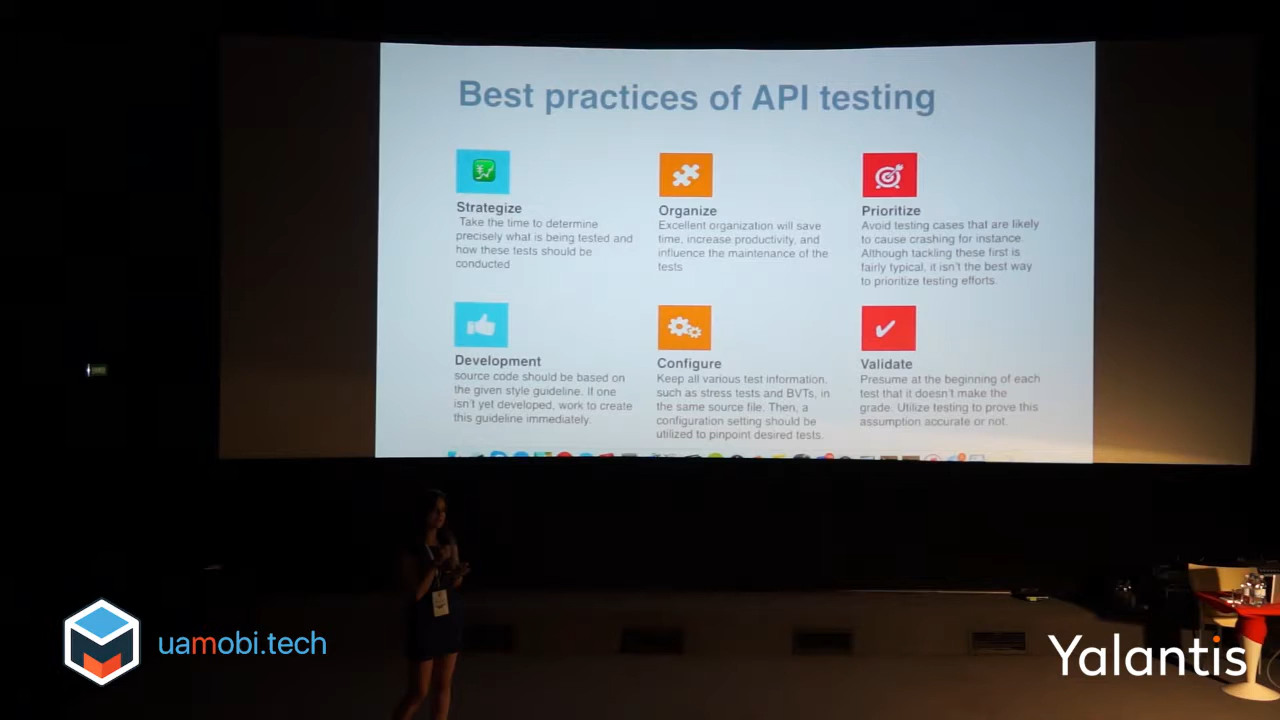 Best practices of API testing
Strategize
Take the time to determine
precisely what is being tested and
how these tests should be
conducted
Organize
Excellent organization will save
time, increase productivity, and
influence the maintenance of the
tests
Prioritize
Avoid testing cases that are likely
to cause crashing for instance.
Although tackling these first is
fairly typical, it isn't the best way
to prioritize testing efforts.
Development
source code should be based on
the given style guideline. If one
isn't yet developed, work to create
this guideline immediately.
Configure
Keep all various test information,
such as stress tests and BVTs, in
the same source file. Then, a
configuration setting should be
utilized to pinpoint desired tests.
Validate
Presume at the beginning of each
test that it doesn't make the
grade. Utilize testing to prove this
assumption accurate or not.
uamobi.tech
Yalantis